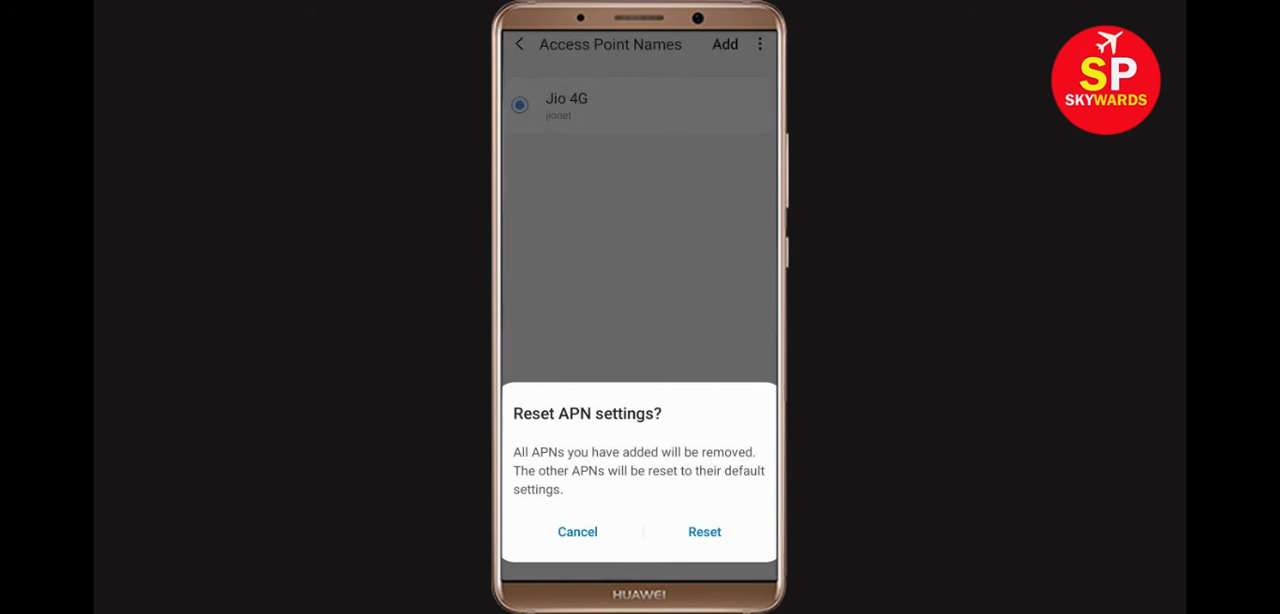 Access Point Names Add
Jio 4G
jionet
Reset APN settings?
All APNs you have added will be removed.
The other APNs will be reset to their default
settings.
Cancel Reset
HUAWEI
SP
SKYWARDS